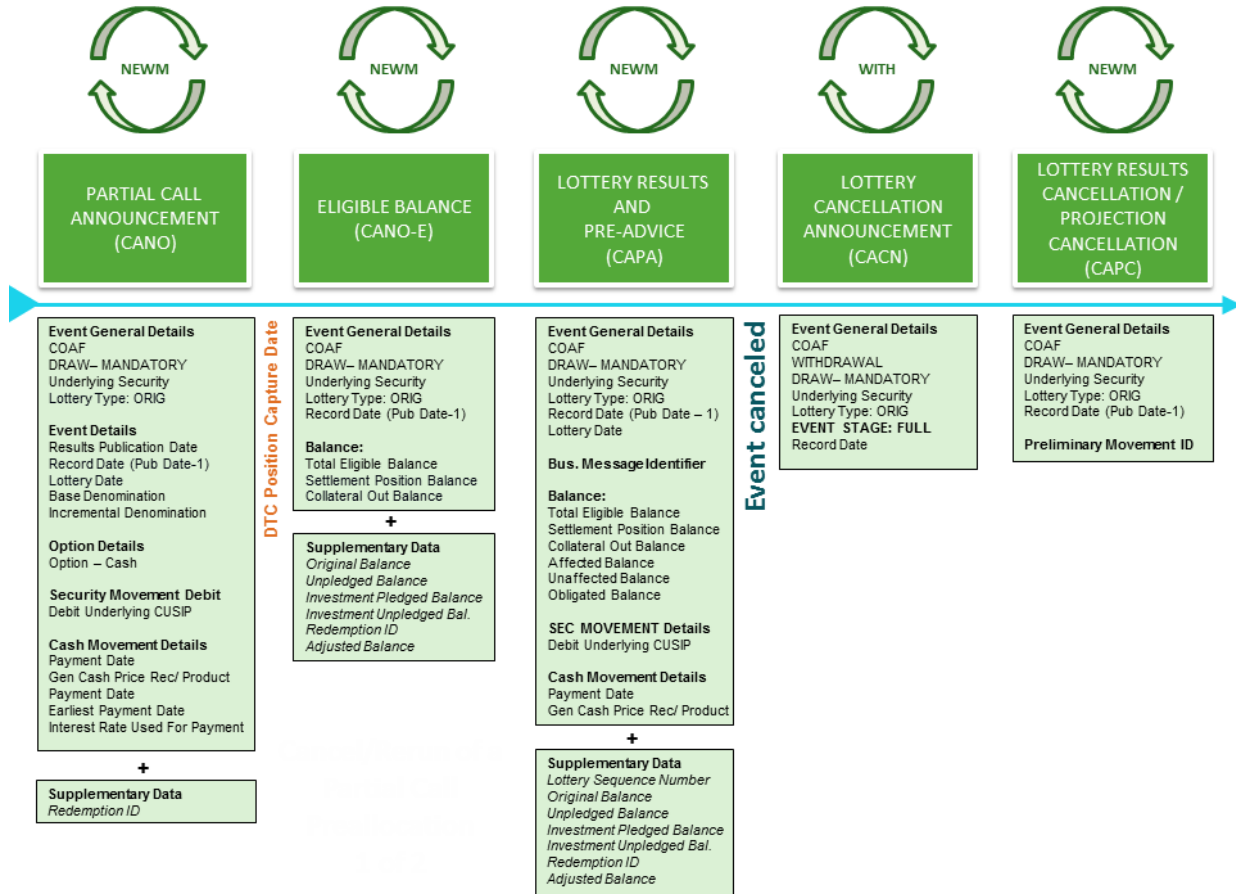 NEWM
NEWM
NEWM
WITH
NEWM
PARTIAL CALL
ANNOUNCEMENT
(CANO)
ELIGIBLE BALANCE
(CANO-E)
LOTTERY RESULTS
AND
PRE-ADVICE
(CAPA)
LOTTERY
CANCELLATION
ANNOUNCEMENT
(CACN)
LOTTERY RESULTS
CANCELLATION /
PROJECTION
CANCELLATION
(CAPC)
Event General Details
COAF
DRAW– MANDATORY
Underlying Security
Lottery Type: ORIG
Event Details
Results Publication Date
Record Date (Pub Date-1)
Lottery Date
Base Denomination
Incremental Denomination
Option Details
Option – Cash
Security Movement Debit
Debit Underlying CUSIP
Cash Movement Details
Payment Date
Gen Cash Price Rec/ Product
Payment Date
Earliest Payment Date
Interest Rate Used For Payment
+
Supplementary Data
Redemption ID
DTC Position Capture Date
Event General Details
COAF
DRAW– MANDATORY
Underlying Security
Lottery Type: ORIG
Record Date (Pub Date-1)
Balance:
Total Eligible Balance
Settlement Position Balance
Collateral Out Balance
+
Supplementary Data
Original Balance
Unpledged Balance
Investment Pledged Balance
Investment Unpledged Bal.
Redemption ID
Adjusted Balance
Event General Details
COAF
DRAW– MANDATORY
Underlying Security
Lottery Type: ORIG
Record Date (Pub Date – 1)
Lottery Date
Bus. Message Identifier
Balance:
Total Eligible Balance
Settlement Position Balance
Collateral Out Balance
Affected Balance
Unaffected Balance
Obligated Balance
SEC MOVEMENT Details
Debit Underlying CUSIP
Cash Movement Details
Payment Date
Gen Cash Price Rec/ Product
+
Supplementary Data
Lottery Sequence Number
Original Balance
Unpledged Balance
Investment Pledged Balance
Investment Unpledged Bal.
Redemption ID
Adjusted Balance
Event canceled
Event General Details
COAF
WITHDRAWAL
DRAW– MANDATORY
Underlying Security
Lottery Type: ORIG
EVENT STAGE: FULL
Record Date
Event General Details
COAF
DRAW– MANDATORY
Underlying Security
Lottery Type: ORIG
Record Date (Pub Date-1)
Preliminary Movement ID